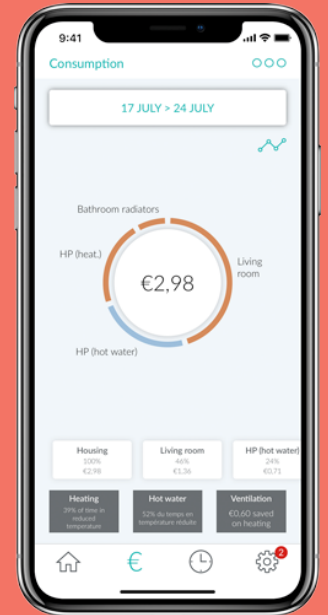 9:41
Consumption
17 JULY > 24 JULY
Bathroom radiators
HP (heat.)
Living
room
€2,98
HP (hot water)
Housing
100%
€2,98
Living room
46%
€1,36
HP (hot water)
24%
€0,71
Heating
39% of time in
reduced
temperature
Hot water
52% du temps en
température réduite
Ventilation
€0,60 saved
on heating
€
2